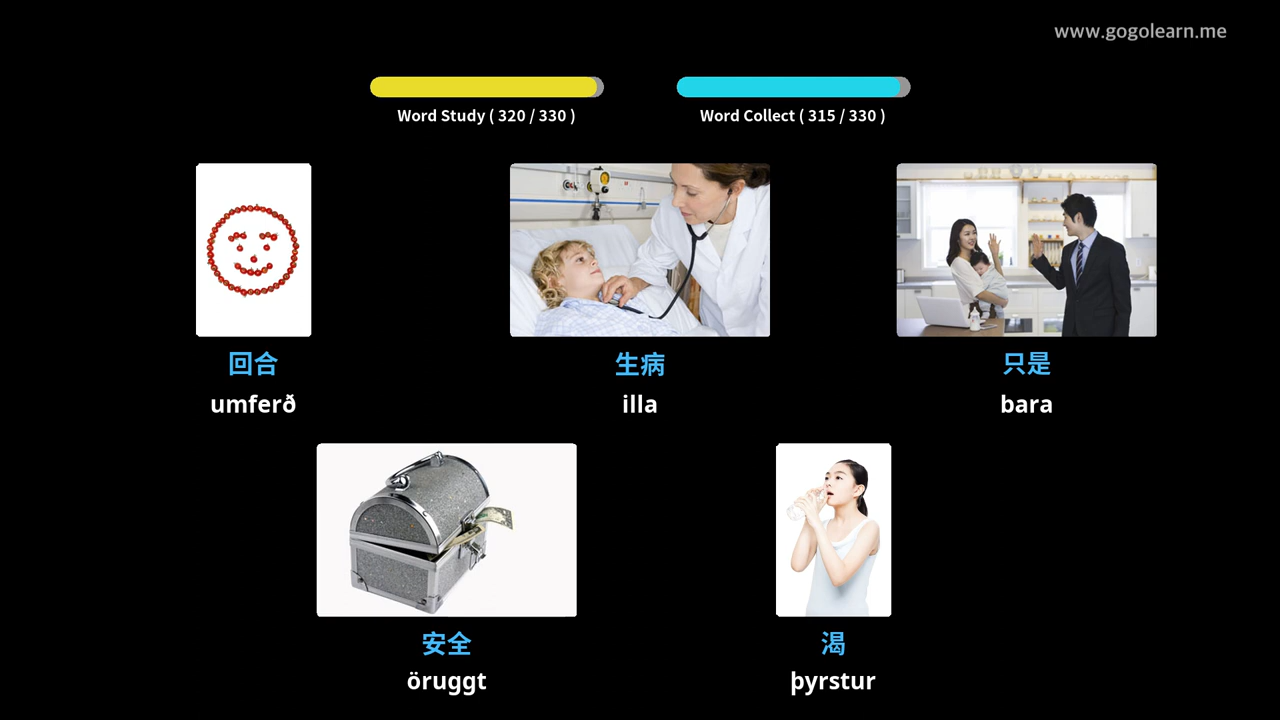 www.gogolearn.me
Word Study ( 320 / 330 )
Word Collect ( 315 / 330 )
回合
umferð
生病
illa
只是
bara
安全
öruggt
渴
þyrstur